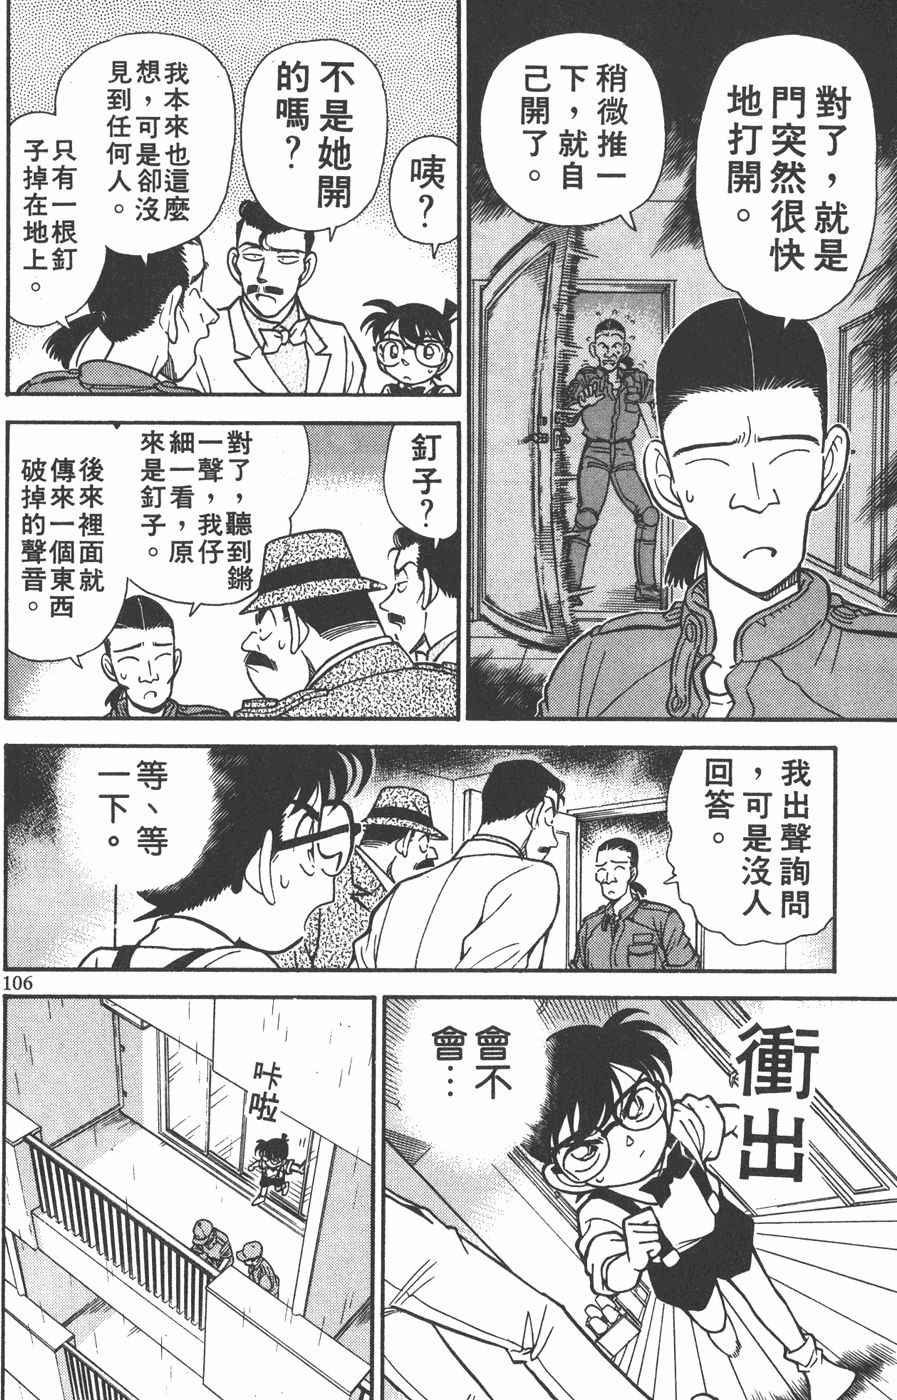 對了，就是
門突然很快
地打開。
稍微推一
下，就自
己開了。
咦？
不是她開
的嗎？
我本來也這麼
想，可是卻沒
見到任何人。
只有一根釘
子掉在地上。
釘子？
對了，聽到鏘
一聲，我仔
細一看，原
來是釘子。
後來裡面就
傳來一個東西
破掉的聲音。
我出聲詢問
，可是沒人
回答。
等、等
一下。
106
衝出
會不
會…
咔啦